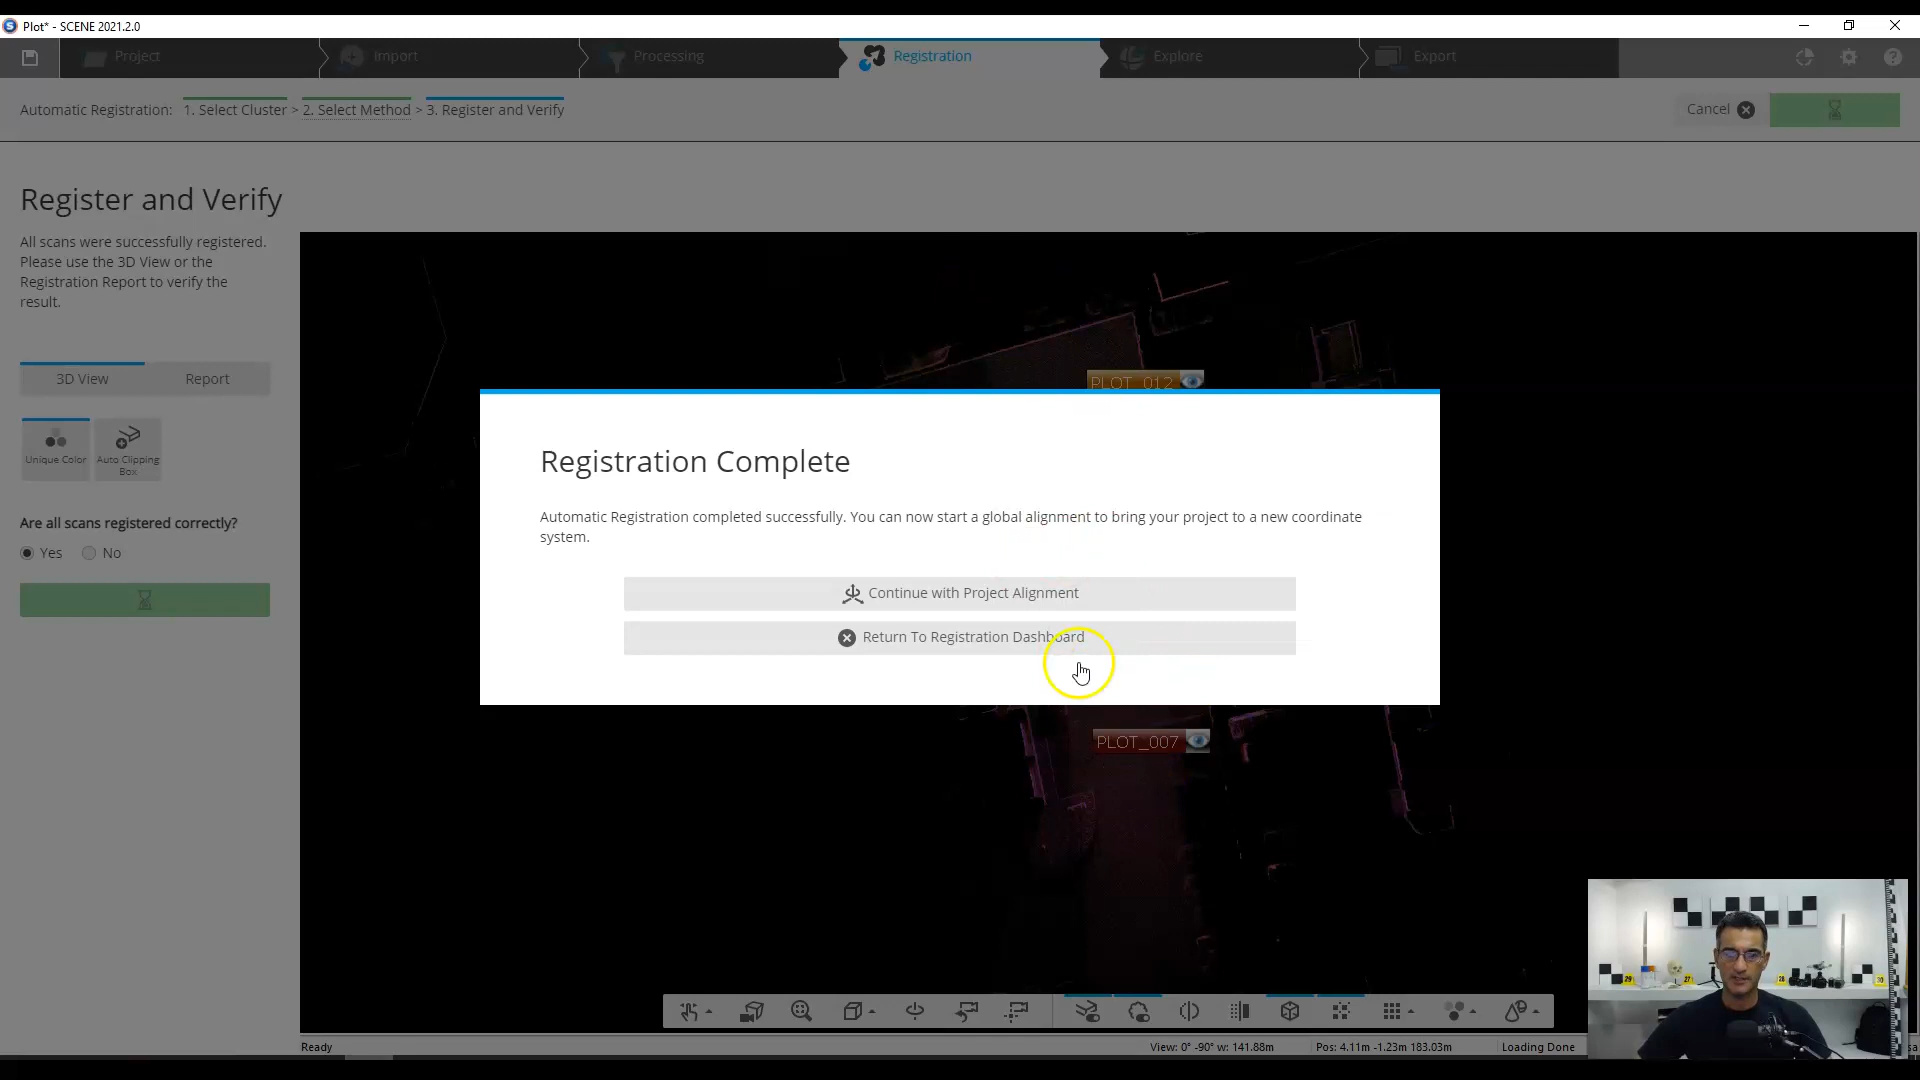 Plot* - SCENE 2021.2.0
Project
Import
Processing
Registration
Explore
Export
Automatic Registration: 1. Select Cluster > 2. Select Method > 3. Register and Verify
Cancel
Register and Verify
All scans were successfully registered.
Please use the 3D View or the
Registration Report to verify the
result.
3D View
Report
Unique Color
Auto Clipping
Box
Are all scans registered correctly?
Yes
No
PLOT_012
Registration Complete
Automatic Registration completed successfully. You can now start a global alignment to bring your project to a new coordinate
system.
Continue with Project Alignment
Return To Registration Dashboard
PLOT_007
29
27
28
30
Ready
View: 0° -90° w: 141.88m
Pos: 4.11m -1.23m 183.03m
Loading Done